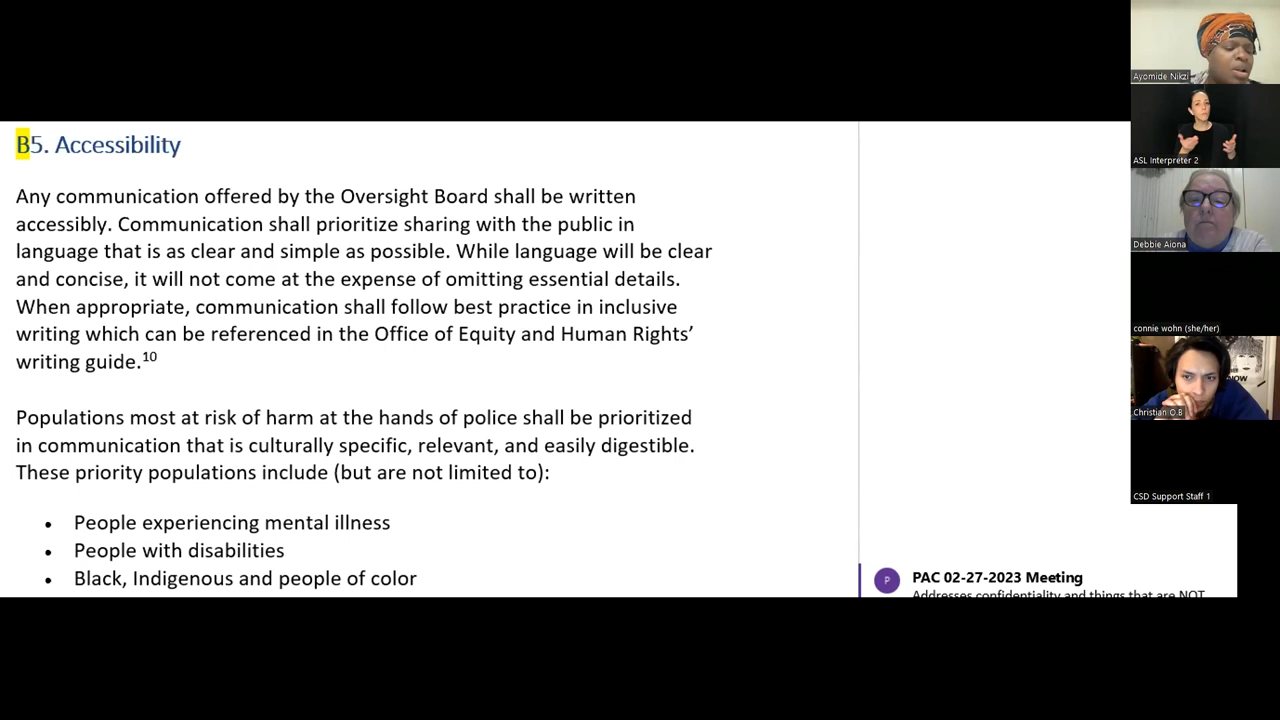 B5. Accessibility
Any communication offered by the Oversight Board shall be written
accessibly. Communication shall prioritize sharing with the public in
language that is as clear and simple as possible. While language will be clear
and concise, it will not come at the expense of omitting essential details.
When appropriate, communication shall follow best practice in inclusive
writing which can be referenced in the Office of Equity and Human Rights’
writing guide.10
Populations most at risk of harm at the hands of police shall be prioritized
in communication that is culturally specific, relevant, and easily digestible.
These priority populations include (but are not limited to):
• People experiencing mental illness
• People with disabilities
• Black, Indigenous and people of color
P
PAC 02-27-2023 Meeting
Addresses confidentiality and things that are NOT
Ayomide Nikzi
ASL Interpreter 2
Debbie Aiona
connie wohn (she/her)
NOW
Christian O.B
CSD Support Staff 1